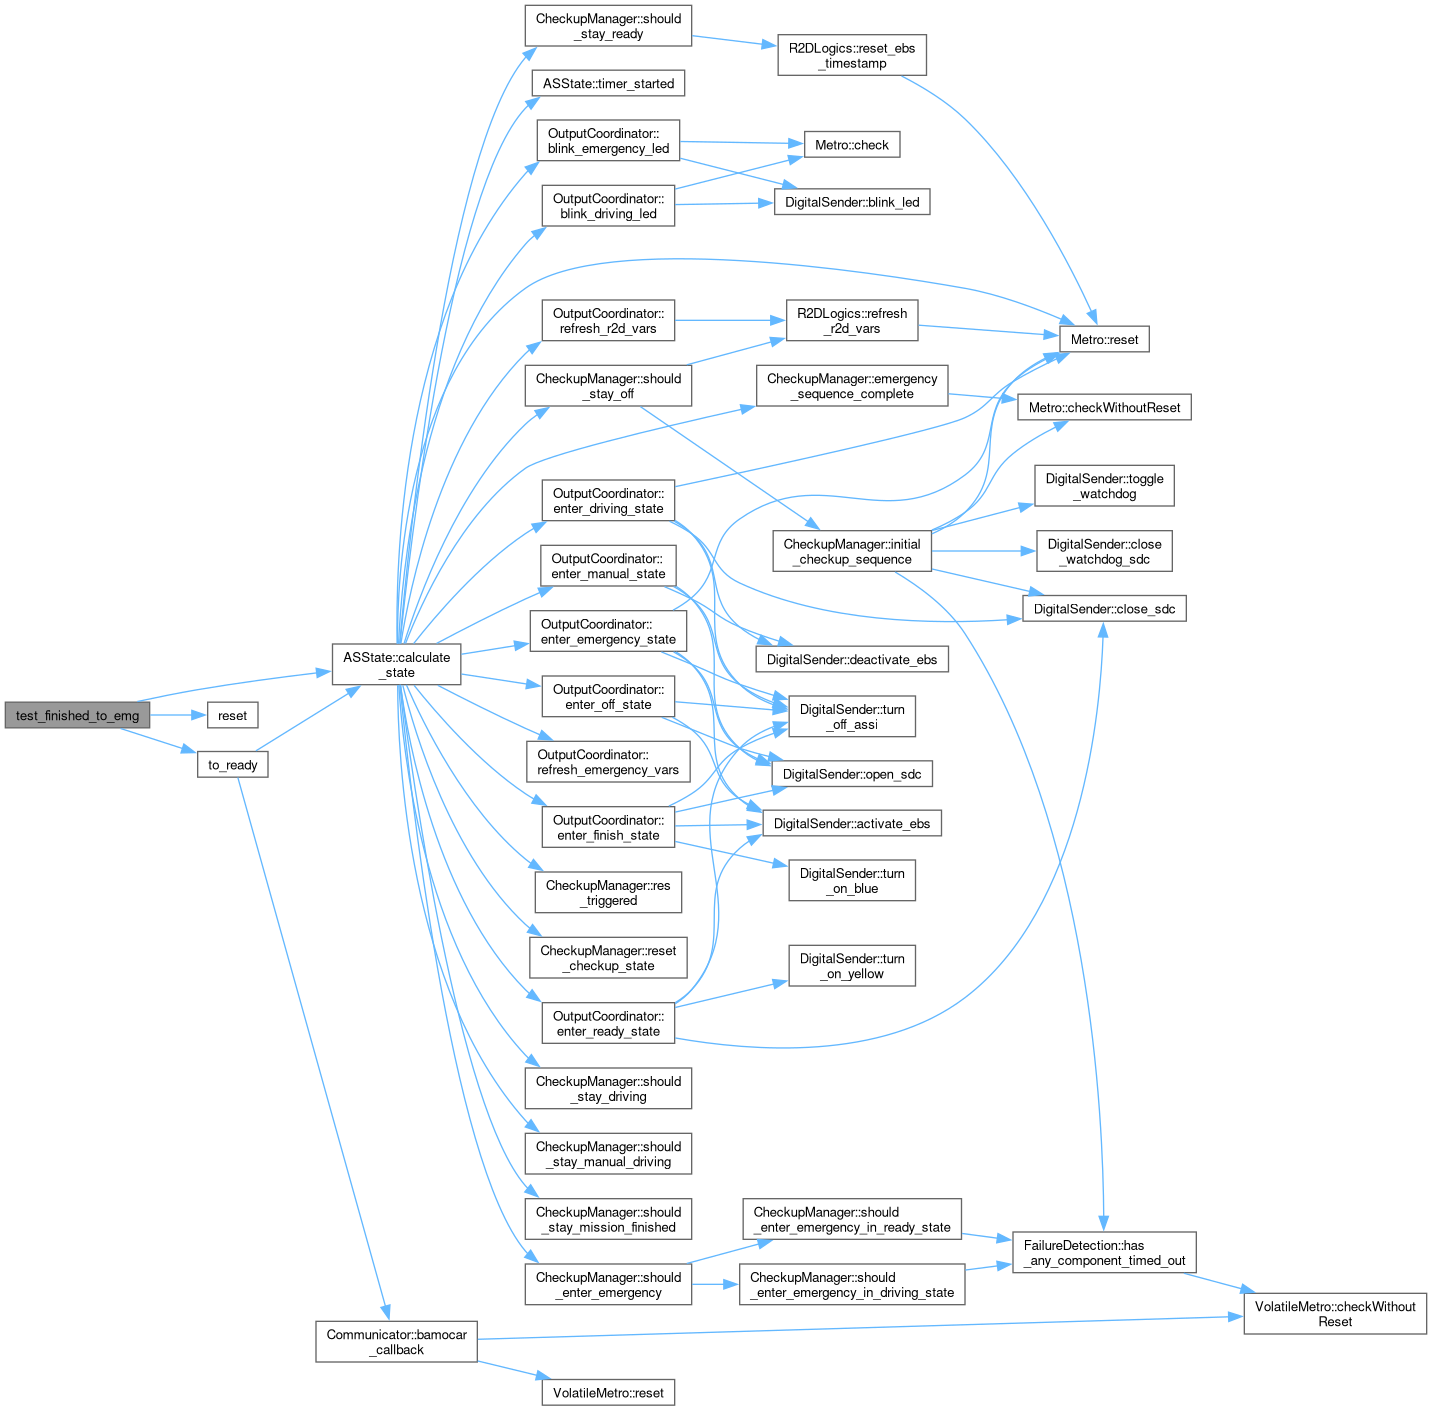 CheckupManager::should
_stay_ready
R2DLogics::reset_ebs
_timestamp
ASState::timer_started
OutputCoordinator::
blink_emergency_led
Metro::check
OutputCoordinator::
blink_driving_led
DigitalSender::blink_led
OutputCoordinator::
refresh_r2d_vars
R2DLogics::refresh
_r2d_vars
Metro::reset
CheckupManager::should
_stay_off
CheckupManager::emergency
_sequence_complete
Metro::checkWithoutReset
OutputCoordinator::
enter_driving_state
DigitalSender::toggle
_watchdog
CheckupManager::initial
_checkup_sequence
DigitalSender::close
_watchdog_sdc
OutputCoordinator::
enter_manual_state
DigitalSender::close_sdc
OutputCoordinator::
enter_emergency_state
ASState::calculate
_state
DigitalSender::deactivate_ebs
OutputCoordinator::
enter_off_state
test_finished_to_emg
reset
DigitalSender::turn
_off_assi
to_ready
OutputCoordinator::
refresh_emergency_vars
DigitalSender::open_sdc
OutputCoordinator::
enter_finish_state
DigitalSender::activate_ebs
DigitalSender::turn
_on_blue
CheckupManager::res
_triggered
CheckupManager::reset
_checkup_state
DigitalSender::turn
_on_yellow
OutputCoordinator::
enter_ready_state
CheckupManager::should
_stay_driving
CheckupManager::should
_stay_manual_driving
CheckupManager::should
_stay_mission_finished
CheckupManager::should
_enter_emergency_in_ready_state
FailureDetection::has
_any_component_timed_out
CheckupManager::should
_enter_emergency
CheckupManager::should
_enter_emergency_in_driving_state
VolatileMetro::checkWithout
Reset
Communicator::bamocar
_callback
VolatileMetro::reset